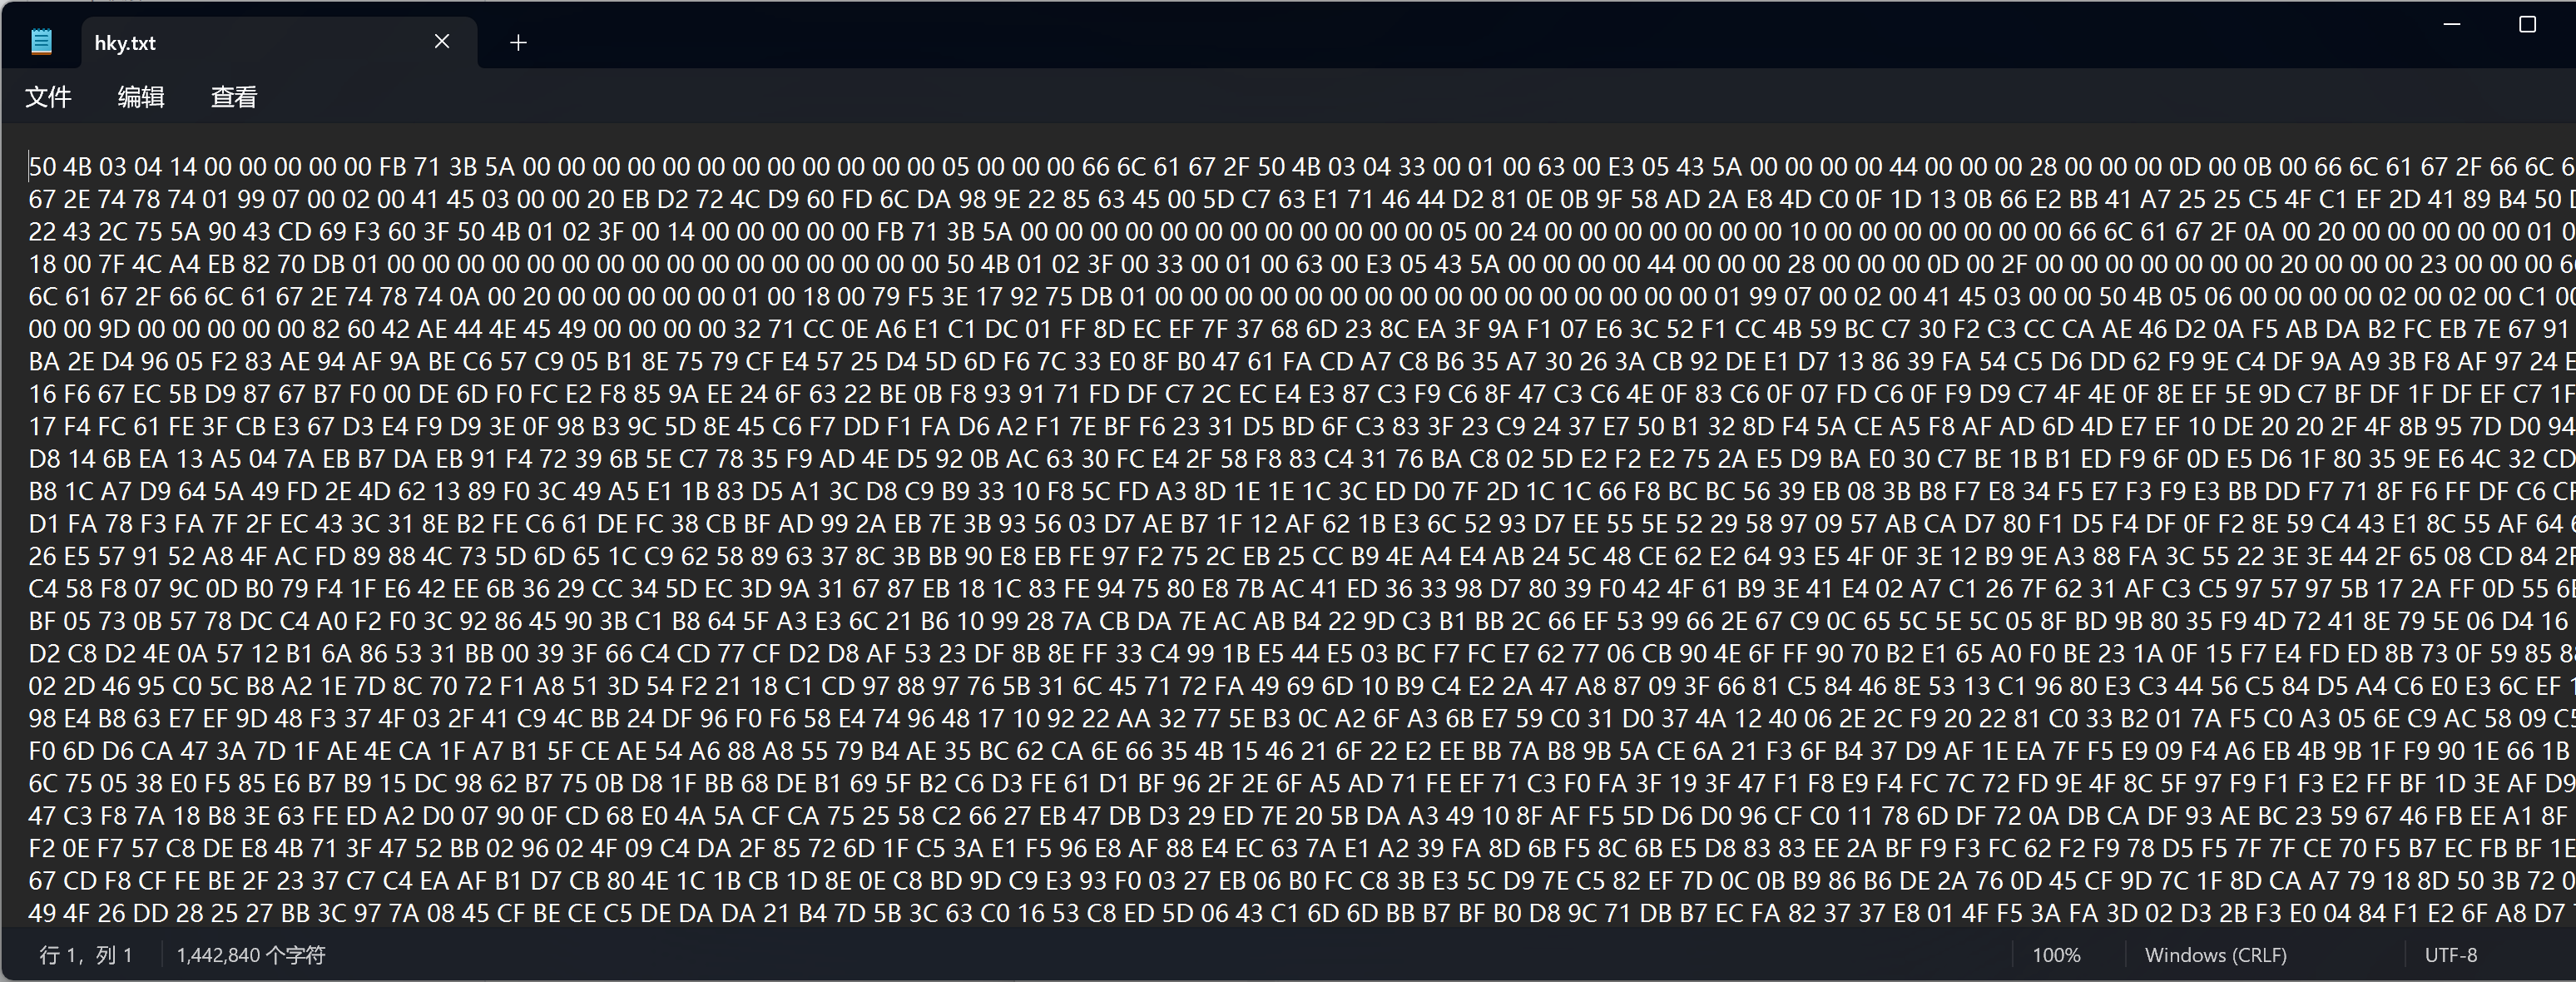 hky.txt
文件 编辑 查看
50 4B 03 04 14 00 00 00 00 00 FB 71 3B 5A 00 00 00 00 00 00 00 00 00 00 00 00 05 00 00 00 66 6C 61 67 2F 50 4B 03 04 33 00 01 00 63 00 E3 05 43 5A 00 00 00 00 44 00 00 00 28 00 00 00 0D 00 0B 00 66 6C 61 67 2F 66 6C
67 2E 74 78 74 01 99 07 00 02 00 41 45 03 00 00 20 EB D2 72 4C D9 60 FD 6C DA 98 9E 22 85 63 45 00 5D C7 63 E1 71 46 44 D2 81 0E 0B 9F 58 AD 2A E8 4D C0 0F 1D 13 0B 66 E2 BB 41 A7 25 25 C5 4F C1 EF 2D 41 89 B4 50
22 43 2C 75 5A 90 43 CD 69 F3 60 3F 50 4B 01 02 3F 00 14 00 00 00 00 00 FB 71 3B 5A 00 00 00 00 00 00 00 00 00 00 00 00 05 00 24 00 00 00 00 00 00 00 10 00 00 00 00 00 00 00 66 6C 61 67 2F 0A 00 20 00 00 00 00 00 01
18 00 7F 4C A4 EB 82 70 DB 01 00 00 00 00 00 00 00 00 00 00 00 00 00 00 00 00 50 4B 01 02 3F 00 33 00 01 00 63 00 E3 05 43 5A 00 00 00 00 44 00 00 00 28 00 00 00 0D 00 2F 00 00 00 00 00 00 00 20 00 00 00 23 00 00 00
6C 61 67 2F 66 6C 61 67 2E 74 78 74 0A 00 20 00 00 00 00 00 01 00 18 00 79 F5 3E 17 92 75 DB 01 00 00 00 00 00 00 00 00 00 00 00 00 00 00 00 00 01 99 07 00 02 00 41 45 03 00 00 50 4B 05 06 00 00 00 00 02 00 02 00 C1
00 00 9D 00 00 00 00 00 82 60 42 AE 44 4E 45 49 00 00 00 00 32 71 CC 0E A6 E1 C1 DC 01 FF 8D EC EF 7F 37 68 6D 23 8C EA 3F 9A F1 07 E6 3C 52 F1 CC 4B 59 BC C7 30 F2 C3 CC CA AE 46 D2 0A F5 AB DA B2 FC EB 7E 67 91
BA 2E D4 96 05 F2 83 AE 94 AF 9A BE C6 57 C9 05 B1 8E 75 79 CF E4 57 25 D4 5D 6D F6 7C 33 E0 8F B0 47 61 FA CD A7 C8 B6 35 A7 30 26 3A CB 92 DE E1 D7 13 86 39 FA 54 C5 D6 DD 62 F9 9E C4 DF 9A A9 3B F8 AF 97 24
16 F6 67 EC 5B D9 87 67 B7 F0 00 DE 6D F0 FC E2 F8 85 9A EE 24 6F 63 22 BE 0B F8 93 91 71 FD DF C7 2C EC E4 E3 87 C3 F9 C6 8F 47 C3 C6 4E 0F 83 C6 0F 07 FD C6 0F F9 D9 C7 4F 4E 0F 8E EF 5E 9D C7 BF DF 1F DF EF C7 1F
17 F4 FC 61 FE 3F CB E3 67 D3 E4 F9 D9 3E 0F 98 B3 9C 5D 8E 45 C6 F7 DD F1 FA D6 A2 F1 7E BF F6 23 31 D5 BD 6F C3 83 3F 23 C9 24 37 E7 50 B1 32 8D F4 5A CE A5 F8 AF AD 6D 4D E7 EF 10 DE 20 20 2F 4F 8B 95 7D D0 94
D8 14 6B EA 13 A5 04 7A EB B7 DA EB 91 F4 72 39 6B 5E C7 78 35 F9 AD 4E D5 92 0B AC 63 30 FC E4 2F 58 F8 83 C4 31 76 BA C8 02 5D E2 F2 E2 75 2A E5 D9 BA E0 30 C7 BE 1B B1 ED F9 6F 0D E5 D6 1F 80 35 9E E6 4C 32 CD
B8 1C A7 D9 64 5A 49 FD 2E 4D 62 13 89 F0 3C 49 A5 E1 1B 83 D5 A1 3C D8 C9 B9 33 10 F8 5C FD A3 8D 1E 1E 1C 3C ED D0 7F 2D 1C 1C 66 F8 BC BC 56 39 EB 08 3B B8 F7 E8 34 F5 E7 F3 F9 E3 BB DD F7 71 8F F6 FF DF C6
D1 FA 78 F3 FA 7F 2F EC 43 3C 31 8E B2 FE C6 61 DE FC 38 CB BF AD 99 2A EB 7E 3B 93 56 03 D7 AE B7 1F 12 AF 62 1B E3 6C 52 93 D7 EE 55 5E 52 29 58 97 09 57 AB CA D7 80 F1 D5 F4 DF 0F F2 8E 59 C4 43 E1 8C 55 AF 64
26 E5 57 91 52 A8 4F AC FD 89 88 4C 73 5D 6D 65 1C C9 62 58 89 63 37 8C 3B BB 90 E8 EB FE 97 F2 75 2C EB 25 CC B9 4E A4 E4 AB 24 5C 48 CE 62 E2 64 93 E5 4F 0F 3E 12 B9 9E A3 88 FA 3C 55 22 3E 3E 44 2F 65 08 CD 84
C4 58 F8 07 9C 0D B0 79 F4 1F E6 42 EE 6B 36 29 CC 34 5D EC 3D 9A 31 67 87 EB 18 1C 83 FE 94 75 80 E8 7B AC 41 ED 36 33 98 D7 80 39 F0 42 4F 61 B9 3E 41 E4 02 A7 C1 26 7F 62 31 AF C3 C5 97 57 97 5B 17 2A FF 0D 55
BF 05 73 0B 57 78 DC C4 A0 F2 F0 3C 92 86 45 90 3B C1 B8 64 5F A3 E3 6C 21 B6 10 99 28 7A CB DA 7E AC AB B4 22 9D C3 B1 BB 2C 66 EF 53 99 66 2E 67 C9 0C 65 5C 5E 5C 05 8F BD 9B 80 35 F9 4D 72 41 8E 79 5E 06 D4 16
D2 C8 D2 4E 0A 57 12 B1 6A 86 53 31 BB 00 39 3F 66 C4 CD 77 CF D2 D8 AF 53 23 DF 8B 8E FF 33 C4 99 1B E5 44 E5 03 BC F7 FC E7 62 77 06 CB 90 4E 6F FF 90 70 B2 E1 65 A0 F0 BE 23 1A 0F 15 F7 E4 FD ED 8B 73 0F 59 85
02 2D 46 95 C0 5C B8 A2 1E 7D 8C 70 72 F1 A8 51 3D 54 F2 21 18 C1 CD 97 88 97 76 5B 31 6C 45 71 72 FA 49 69 6D 10 B9 C4 E2 2A 47 A8 87 09 3F 66 81 C5 84 46 8E 53 13 C1 96 80 E3 C3 44 56 C5 84 D5 A4 C6 E0 E3 6C EF
98 E4 B8 63 E7 EF 9D 48 F3 37 4F 03 2F 41 C9 4C BB 24 DF 96 F0 F6 58 E4 74 96 48 17 10 92 22 AA 32 77 5E B3 0C A2 6F A3 6B E7 59 C0 31 D0 37 4A 12 40 06 2E 2C F9 20 22 81 C0 33 B2 01 7A F5 C0 A3 05 6E C9 AC 58 09
F0 6D D6 CA 47 3A 7D 1F AE 4E CA 1F A7 B1 5F CE AE 54 A6 88 A8 55 79 B4 AE 35 BC 62 CA 6E 66 35 4B 15 46 21 6F 22 E2 EE BB 7A B8 9B 5A CE 6A 21 F3 6F B4 37 D9 AF 1E EA 7F F5 E9 09 F4 A6 EB 4B 9B 1F F9 90 1E 66 1B
6C 75 05 38 E0 F5 85 E6 B7 B9 15 DC 98 62 B7 75 0B D8 1F BB 68 DE B1 69 5F B2 C6 D3 FE 61 D1 BF 96 2F 2E 6F A5 AD 71 FE EF 71 C3 F0 FA 3F 19 3F 47 F1 F8 E9 F4 FC 7C 72 FD 9E 4F 8C 5F 97 F9 F1 F3 E2 FF BF 1D 3E AF D9
47 C3 F8 7A 18 B8 3E 63 FE ED A2 D0 07 90 0F CD 68 E0 4A 5A CF CA 75 25 58 C2 66 27 EB 47 DB D3 29 ED 7E 20 5B DA A3 49 10 8F AF F5 5D D6 D0 96 CF C0 11 78 6D DF 72 0A DB CA DF 93 AE BC 23 59 67 46 FB EE A1 8F
F2 0E F7 57 C8 DE E8 4B 71 3F 47 52 BB 02 96 02 4F 09 C4 DA 2F 85 72 6D 1F C5 3A E1 F5 96 E8 AF 88 E4 EC 63 7A E1 A2 39 FA 8D 6B F5 8C 6B E5 D8 83 83 EE 2A BF F9 F3 FC 62 F2 F9 78 D5 F5 7F 7F CE 70 F5 B7 EC FB BF
67 CD F8 CF FE BE 2F 23 37 C7 C4 EA AF B1 D7 CB 80 4E 1C 1B CB 1D 8E 0E C8 BD 9D C9 E3 93 F0 03 27 EB 06 B0 FC C8 3B E3 5C D9 7E C5 82 EF 7D 0C 0B B9 86 B6 DE 2A 76 0D 45 CF 9D 7C 1F 8D CA A7 79 18 8D 50 3B 72
49 4F 26 DD 28 25 27 BB 3C 97 7A 08 45 CF BE CE C5 DE DA DA 21 B4 7D 5B 3C 63 C0 16 53 C8 ED 5D 06 43 C1 6D 6D BB B7 BF B0 D8 9C 71 DB B7 EC FA 82 37 37 E8 01 4F F5 3A FA 3D 02 D3 2B F3 E0 04 84 F1 E2 6F A8 D7
行 1, 列 1 1,442,840 个字符 100% Windows (CRLF) UTF-8